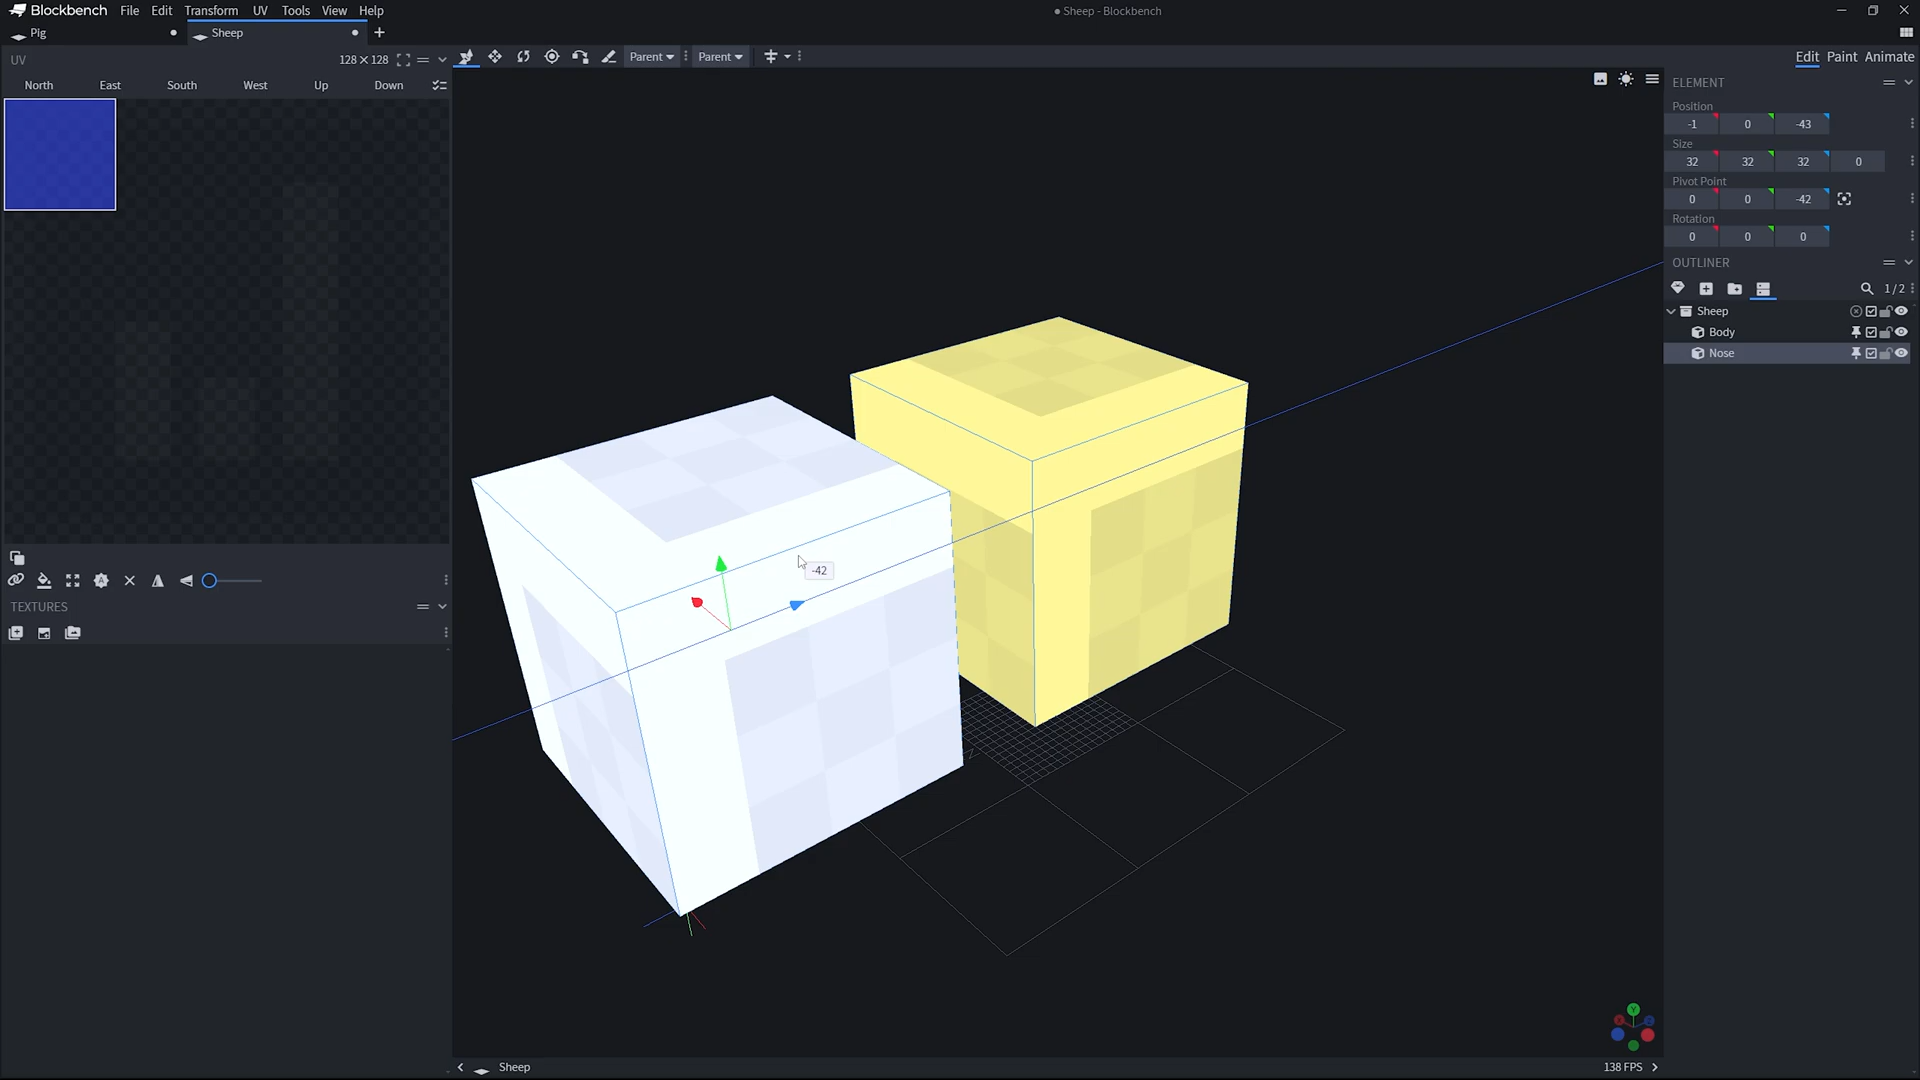 Blockbench File Edit Transform UV Tools View Help
● Sheep - Blockbench
Pig
Sheep
UV
128 × 128
Parent
Parent
Edit Paint Animate
North East South West Up Down
ELEMENT
Position
-1 0 -43
Size
32 32 32 0
Pivot Point
0 0 -42
Rotation
0 0 0
OUTLINER
1/2
Sheep
Body
Nose
-42
TEXTURES
Sheep
138 FPS